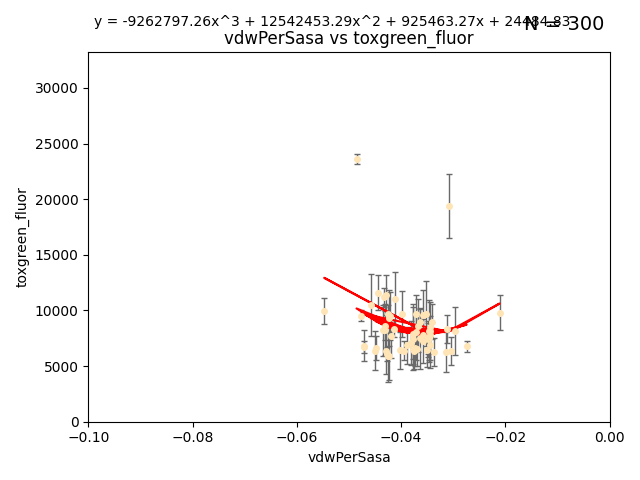 y = -9262797.26x^3 + 12542453.29x^2 + 925463.27x + 24484.83
N = 300
vdwPerSasa vs toxgreen_fluor
30000
25000
20000
15000
10000
5000
0
toxgreen_fluor
−0.10 −0.08 −0.06 −0.04 −0.02 0.00
vdwPerSasa